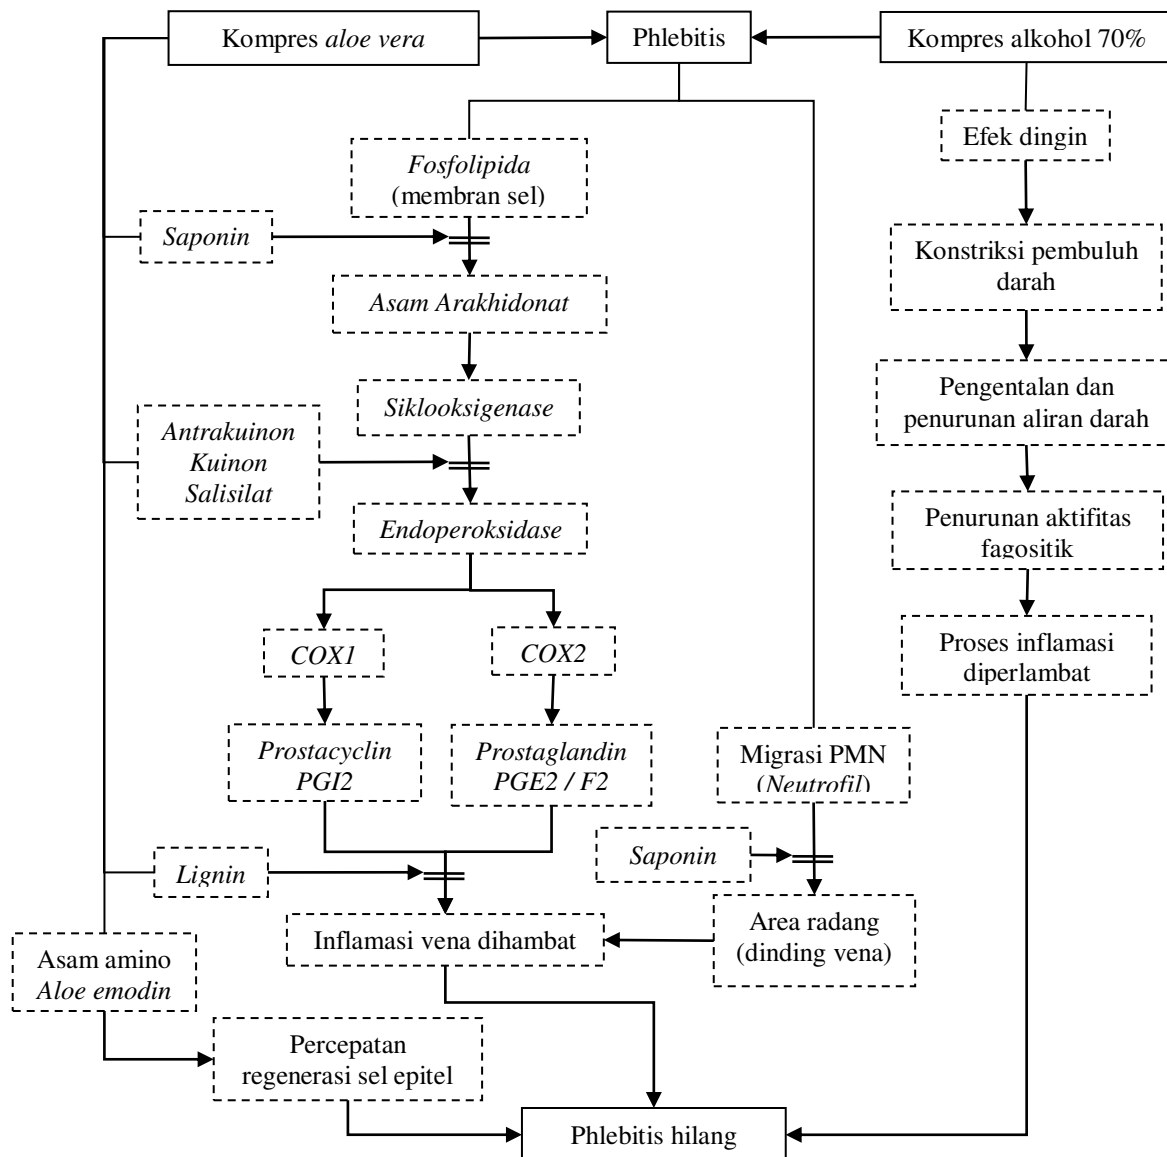 Kompres aloe vera
Phlebitis
Kompres alkohol 70%
Efek dingin
Fosfolipida
(membran sel)
Saponin
Konstriksi pembuluh
darah
Asam Arakhidonat
Pengentalan dan
penurunan aliran darah
Siklooksigenase
Antrakuinon
Kuinon
Salisilat
Endoperoksidase
Penurunan aktifitas
fagositik
COX1
COX2
Proses inflamasi
diperlambat
Prostacyclin
PGI2
Prostaglandin
PGE2 / F2
Migrasi PMN
(Neutrofil)
Saponin
Lignin
Inflamasi vena dihambat
Area radang
(dinding vena)
Asam amino
Aloe emodin
Percepatan
regenerasi sel epitel
Phlebitis hilang